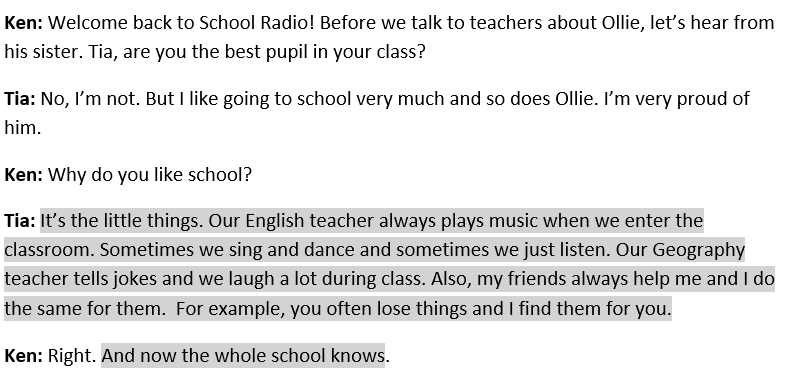 Ken: Welcome back to School Radio! Before we talk to teachers about Ollie, let’s hear from
his sister. Tia, are you the best pupil in your class?
Tia: No, I’m not. But I like going to school very much and so does Ollie. I’m very proud of
him.
Ken: Why do you like school?
Tia: It’s the little things. Our English teacher always plays music when we enter the
classroom. Sometimes we sing and dance and sometimes we just listen. Our Geography
teacher tells jokes and we laugh a lot during class. Also, my friends always help me and I do
the same for them.  For example, you often lose things and I find them for you.
Ken: Right. And now the whole school knows.